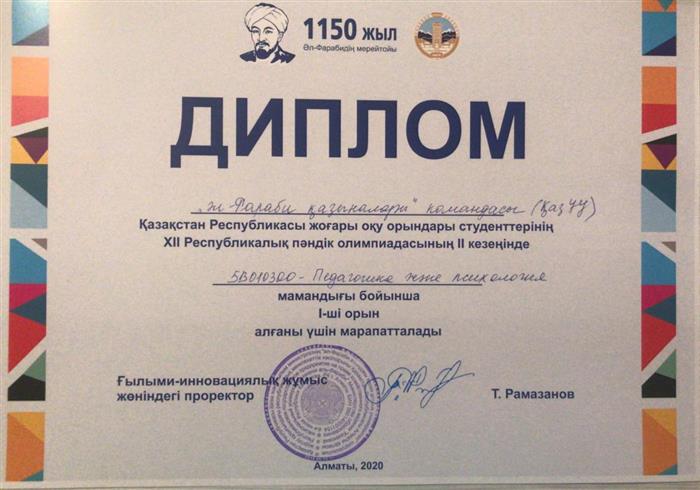 1150 жыл
Әл-Фарабидің мерейтойы
ДИПЛОМ
Фараби қазыналары" командасы (ҚазҰУ)
Қазақстан Республикасы жоғары оқу орындары студенттерінің
XII Республикалық пәндік олимпиадасының II кезеңінде
5В010300 - Педагогика және психология
мамандығы бойынша
I-ші орын
алғаны үшін марапатталады
Ғылыми-инновациялық жұмыс
жөніндегі проректор
Т. Рамазанов
Алматы, 2020